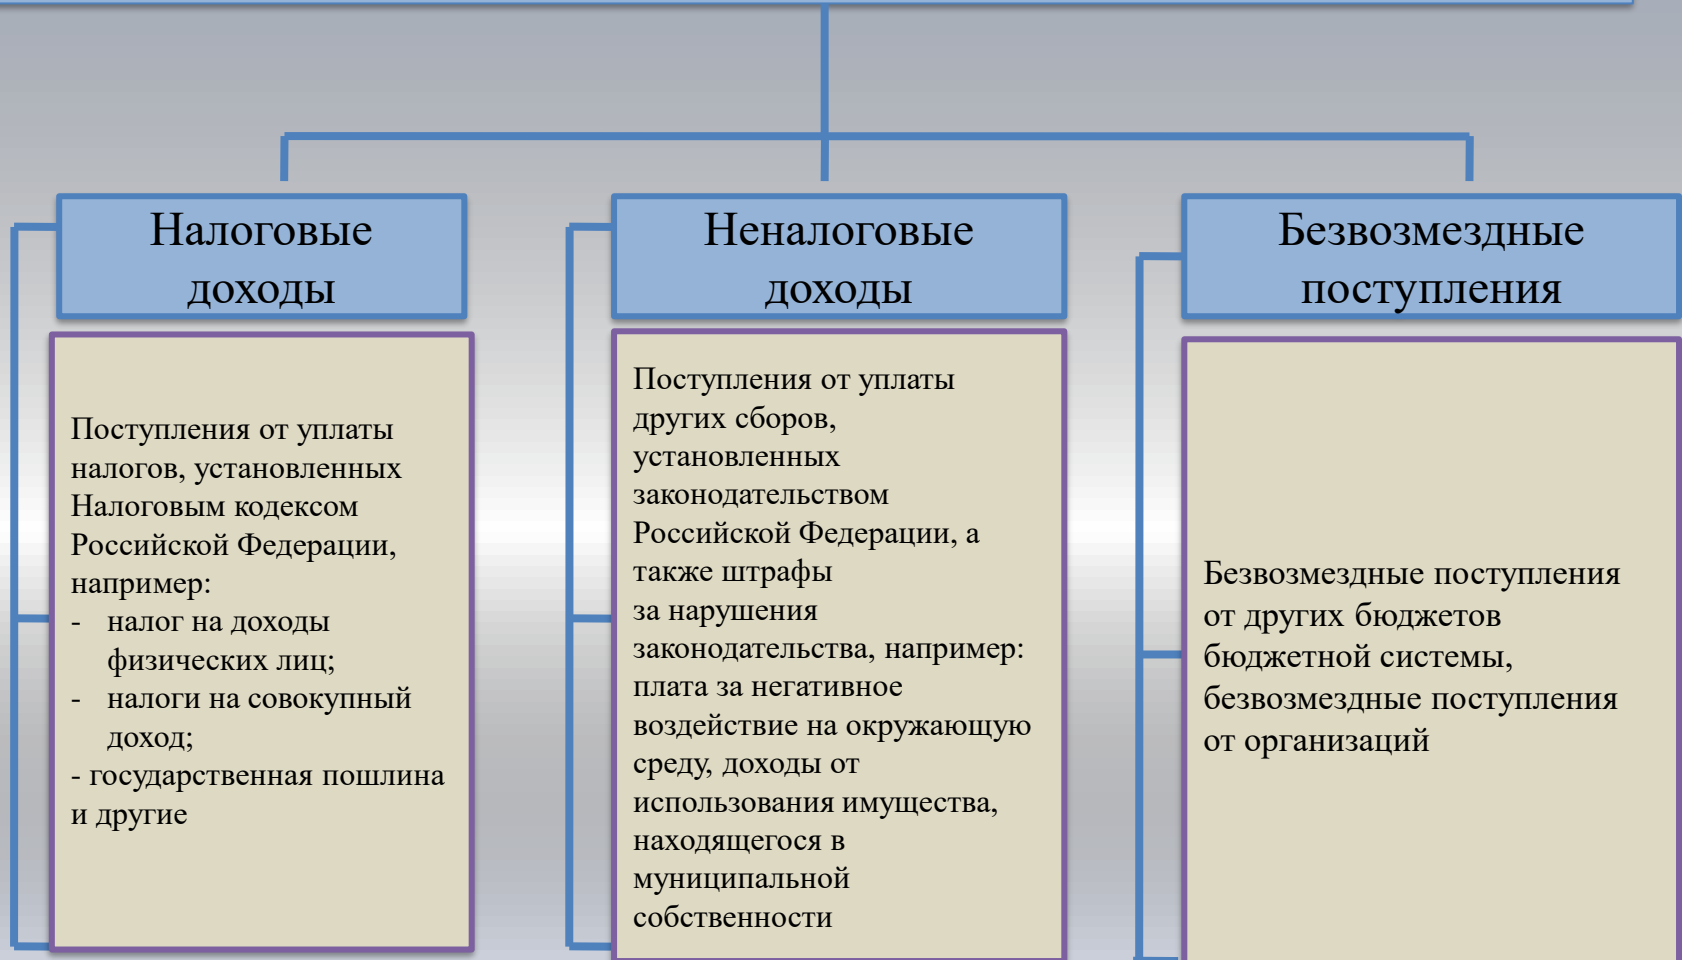 Налоговые
доходы
Поступления от уплаты
налогов, установленных
Налоговым кодексом
Российской Федерации,
например:
- налог на доходы
физических лиц;
- налоги на совокупный
доход;
- государственная пошлина
и другие
Неналоговые
доходы
Поступления от уплаты
других сборов,
установленных
законодательством
Российской Федерации, а
также штрафы
за нарушения
законодательства, например:
плата за негативное
воздействие на окружающую
среду, доходы от
использования имущества,
находящегося в
муниципальной
собственности
Безвозмездные
поступления
Безвозмездные поступления
от других бюджетов
бюджетной системы,
безвозмездные поступления
от организаций